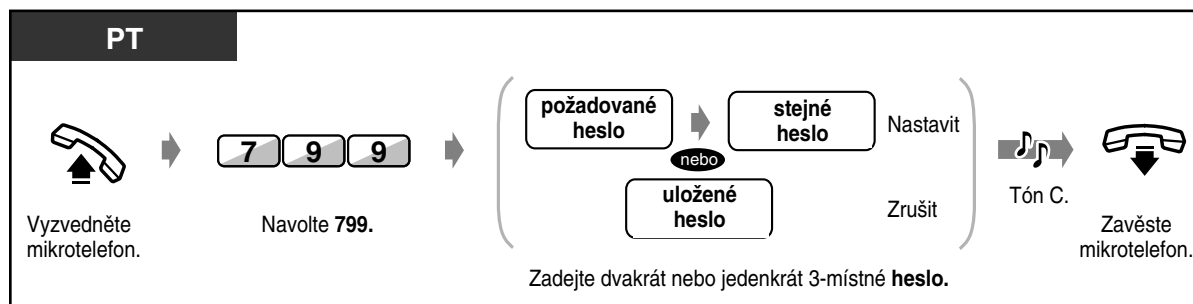 PT
požadované
heslo
stejné
heslo
Nastavit
nebo
uložené
heslo
Zrušit
7 9 9
Tón C.
Vyzvedněte
mikrotelefon.
Navolte 799.
Zavěste
mikrotelefon.
Zadejte dvakrát nebo jedenkrát 3-místné heslo.